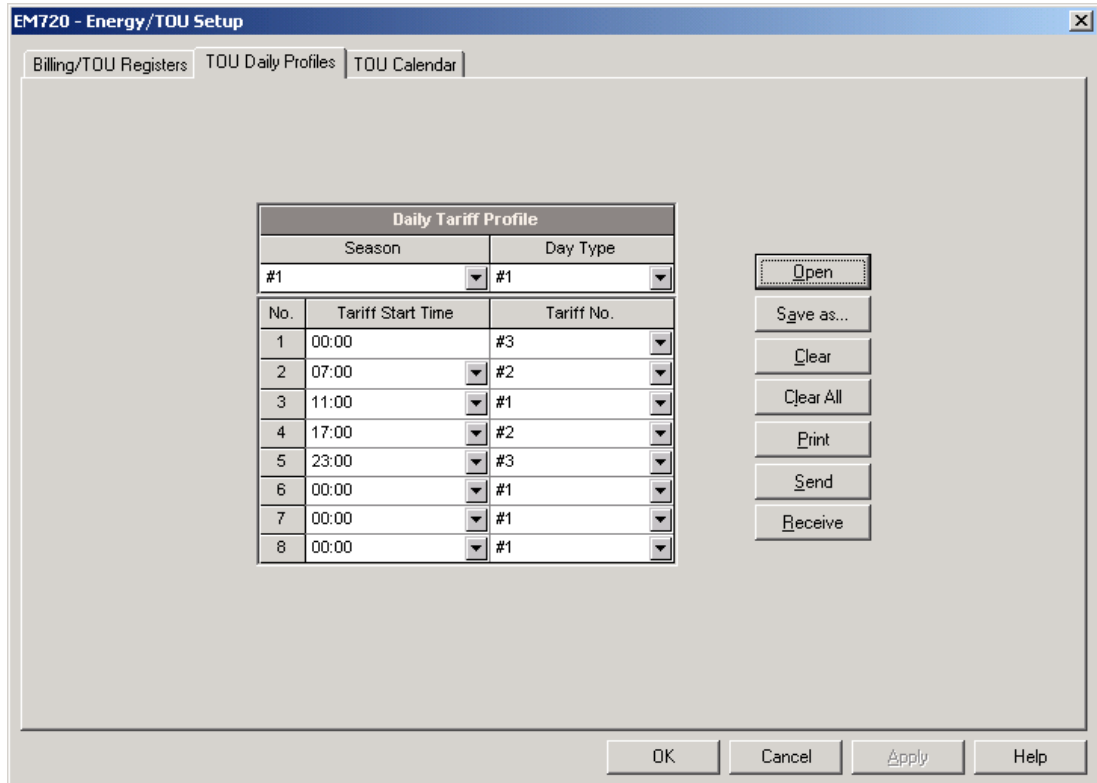 EM720 - Energy/TOU Setup
Billing/TOU Registers TOU Daily Profiles TOU Calendar
Daily Tariff Profile
Season Day Type
#1 #1
No. Tariff Start Time Tariff No.
1 00:00 #3
2 07:00 #2
3 11:00 #1
4 17:00 #2
5 23:00 #3
6 00:00 #1
7 00:00 #1
8 00:00 #1
Open
Save as...
Clear
Clear All
Print
Send
Receive
OK Cancel Apply Help